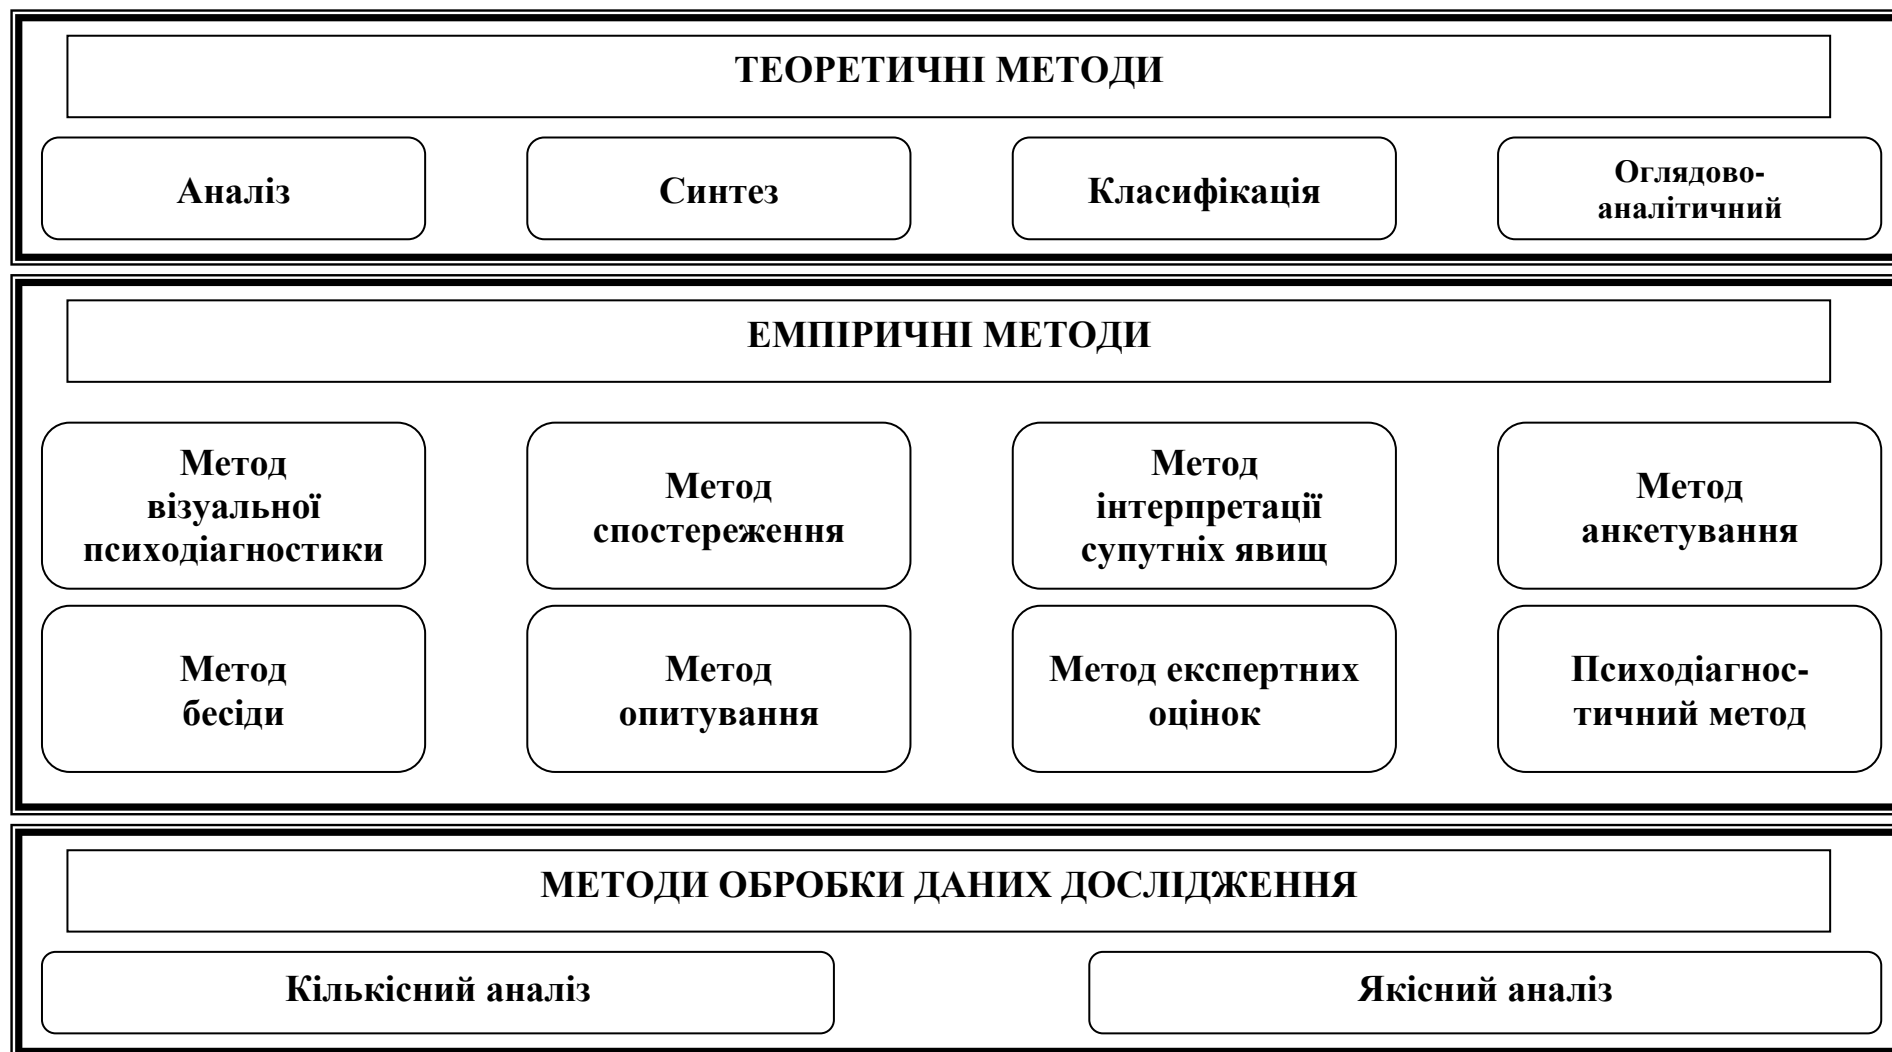 ТЕОРЕТИЧНІ МЕТОДИ
Аналіз
Синтез
Класифікація
Оглядово-
аналітичний
ЕМПІРИЧНІ МЕТОДИ
Метод
візуальної
психодіагностики
Метод
спостереження
Метод
інтерпретації
супутніх явищ
Метод
анкетування
Метод
бесіди
Метод
опитування
Метод експертних
оцінок
Психодіагнос-
тичний метод
МЕТОДИ ОБРОБКИ ДАНИХ ДОСЛІДЖЕННЯ
Кількісний аналіз
Якісний аналіз